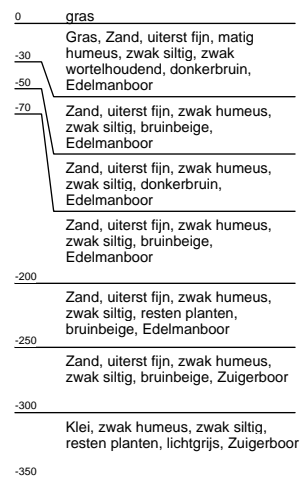 0 gras
Gras, Zand, uiterst fijn, matig
humeus, zwak siltig, zwak
-30
wortelhoudend, donkerbruin,
Edelmanboor
-50
Zand, uiterst fijn, zwak humeus,
-70
zwak siltig, bruinbeige,
Edelmanboor
Zand, uiterst fijn, zwak humeus,
zwak siltig, donkerbruin,
Edelmanboor
Zand, uiterst fijn, zwak humeus,
zwak siltig, bruinbeige,
Edelmanboor
-200
Zand, uiterst fijn, zwak humeus,
zwak siltig, resten planten,
bruinbeige, Edelmanboor
-250
Zand, uiterst fijn, zwak humeus,
zwak siltig, bruinbeige, Zuigerboor
-300
Klei, zwak humeus, zwak siltig,
resten planten, lichtgrijs, Zuigerboor
-350